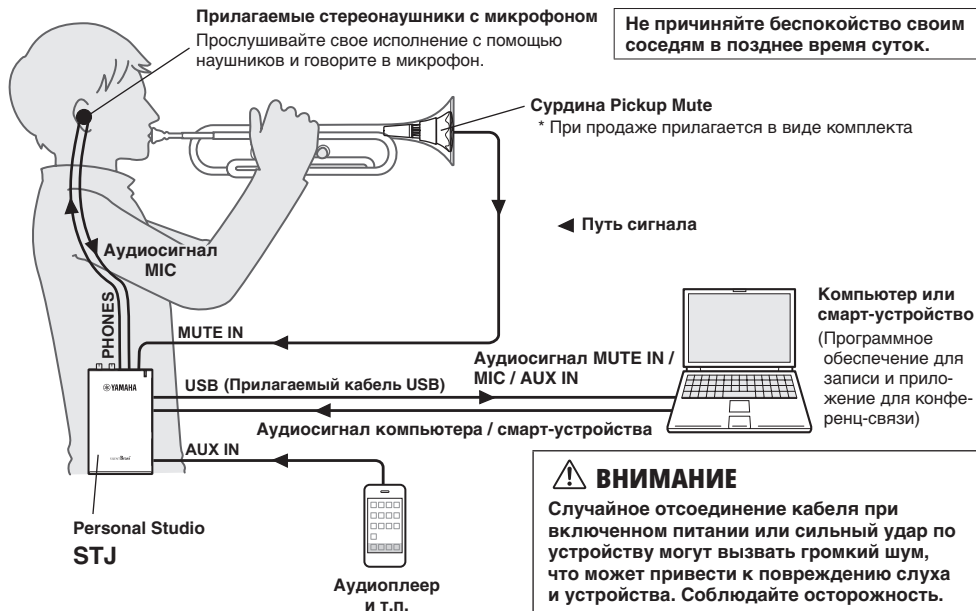 Прилагаемые стереонаушники с микрофоном
Прослушивайте свое исполнение с помощью
наушников и говорите в микрофон.
Не причиняйте беспокойство своим
соседям в позднее время суток.
Сурдина Pickup Mute
* При продаже прилагается в виде комплекта
Путь сигнала
Аудиосигнал
MIC
PHONES
MUTE IN
Компьютер или
смарт-устройство
(Программное
обеспечение для
записи и прило-
жение для конфе-
ренц-связи)
Аудиосигнал MUTE IN /
MIC / AUX IN
USB (Прилагаемый кабель USB)
Аудиосигнал компьютера / смарт-устройства
YAMAHA
AUX IN
Personal Studio
STJ
Аудиоплеер
и т.п.
ВНИМАНИЕ
Случайное отсоединение кабеля при
включенном питании или сильный удар по
устройству могут вызвать громкий шум,
что может привести к повреждению слуха
и устройства. Соблюдайте осторожность.